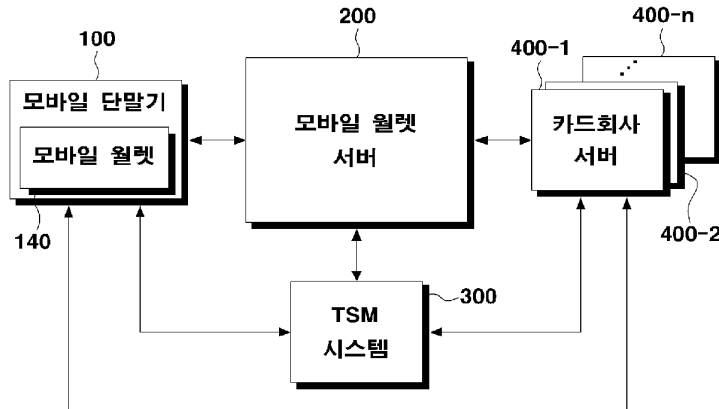 100
200
400-1
400-n
모바일 단말기
모바일 월렛
140
모바일 월렛
서버
카드회사
서버
400-2
TSM
시스템
300